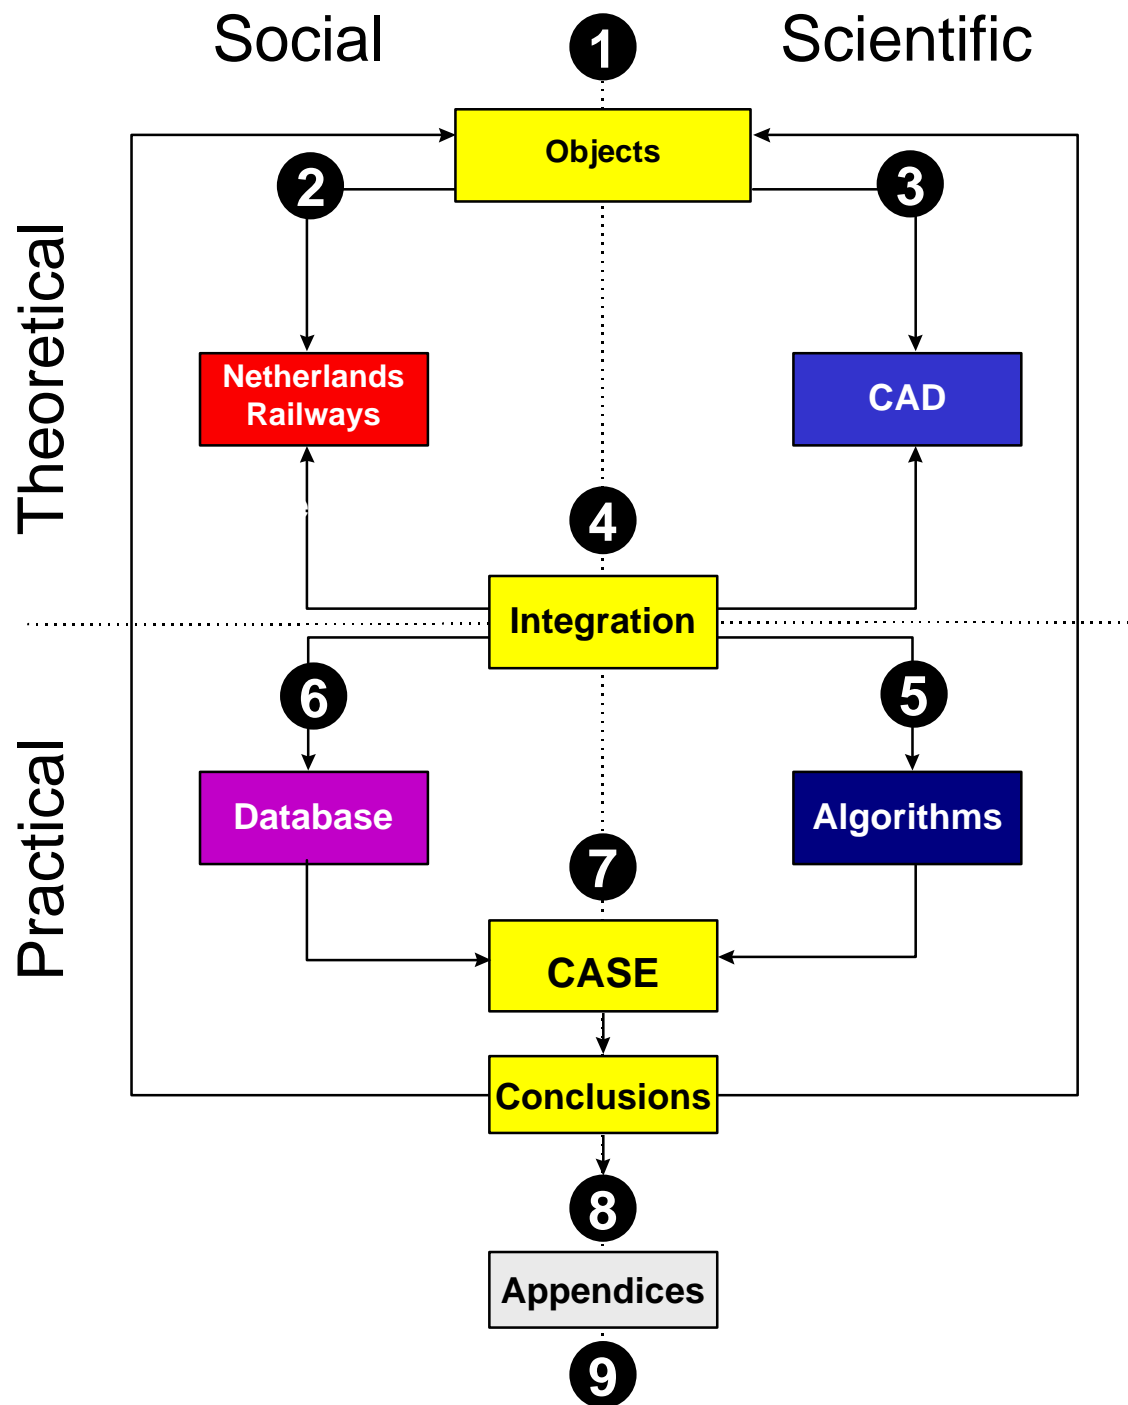 Social
1
Scientific
Objects
2
3
Theoretical
Netherlands
Railways
CAD
4
Integration
6
5
Practical
Database
Algorithms
7
CASE
Conclusions
8
Appendices
9